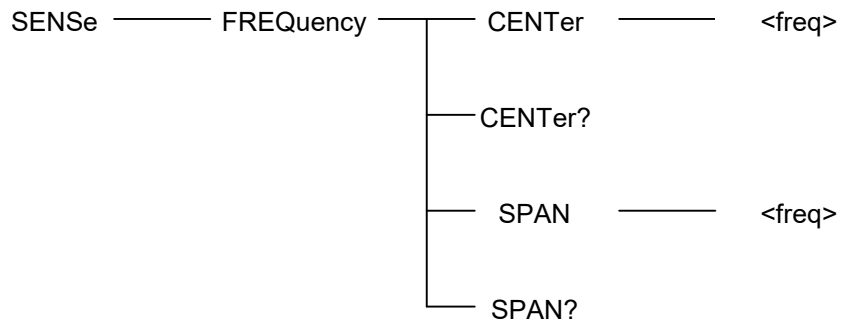 SENSe FREQuency CENTer <freq>
CENTer?
SPAN <freq>
SPAN?